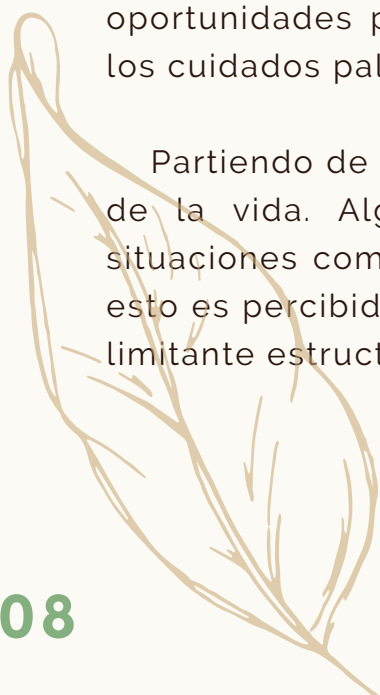 oportunidades p
los cuidados pal
Partiendo de
de la vida. Alg
situaciones com
esto es percibid
limitante estruct
08